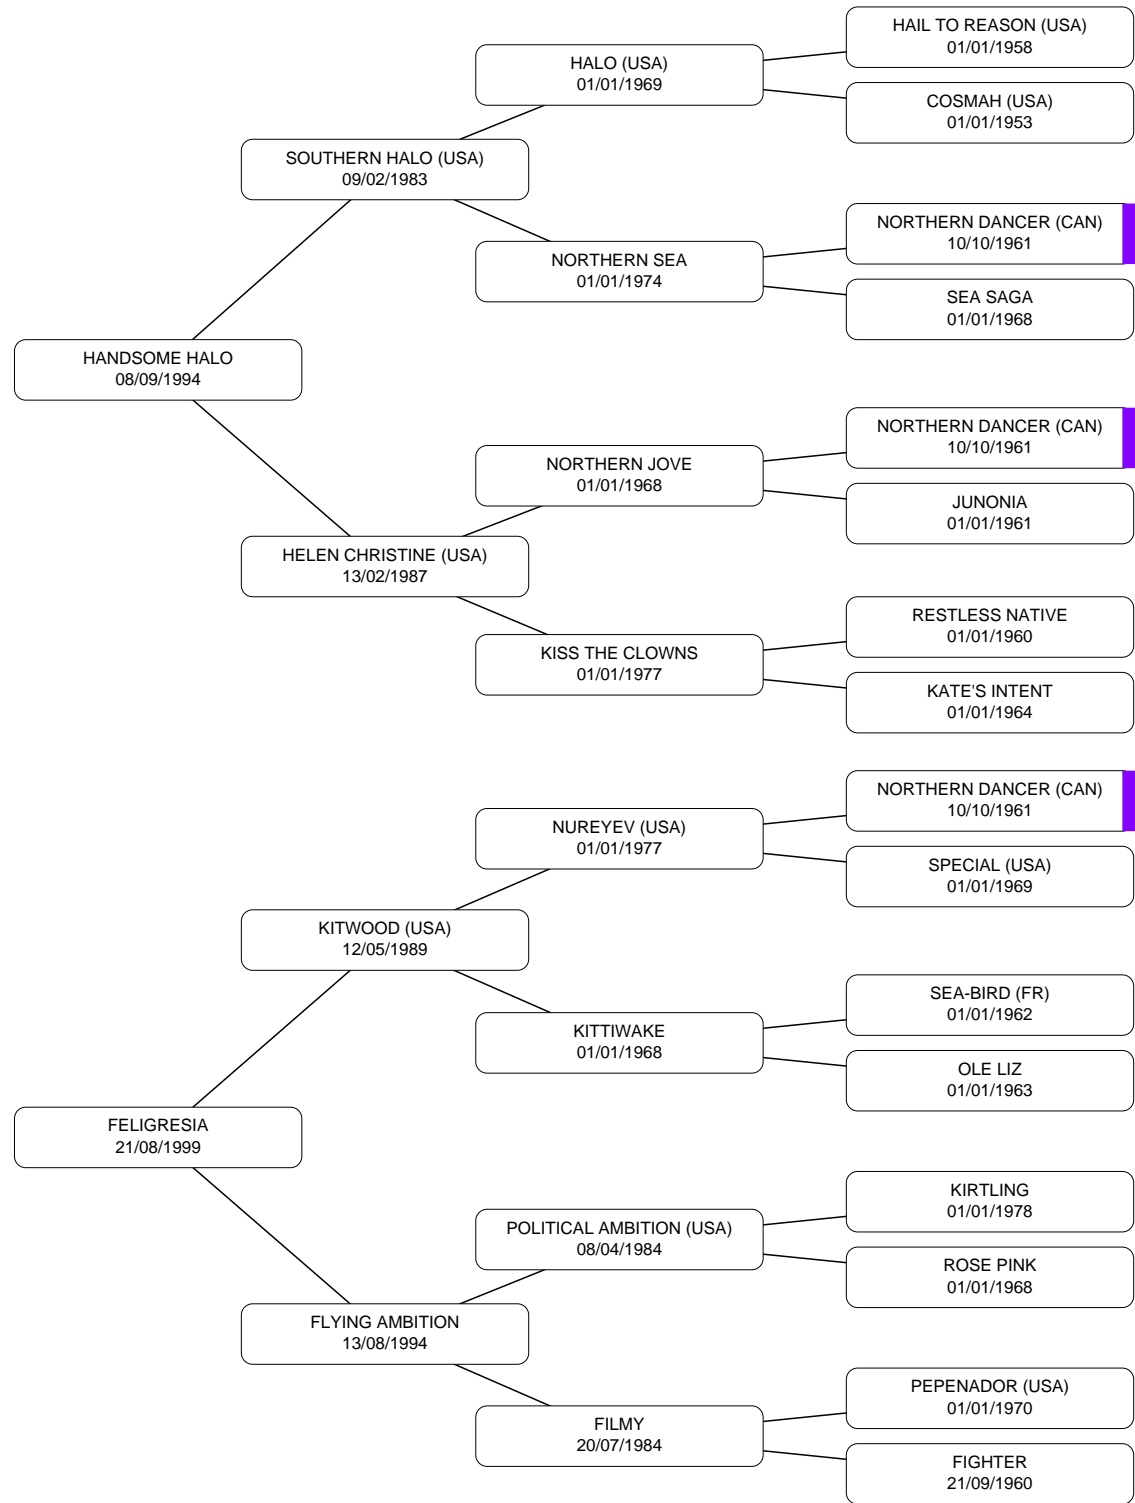 HAIL TO REASON (USA)
01/01/1958
HALO (USA)
01/01/1969
COSMAH (USA)
01/01/1953
SOUTHERN HALO (USA)
09/02/1983
NORTHERN DANCER (CAN)
10/10/1961
NORTHERN SEA
01/01/1974
SEA SAGA
01/01/1968
HANDSOME HALO
08/09/1994
NORTHERN DANCER (CAN)
10/10/1961
NORTHERN JOVE
01/01/1968
JUNONIA
01/01/1961
HELEN CHRISTINE (USA)
13/02/1987
RESTLESS NATIVE
01/01/1960
KISS THE CLOWNS
01/01/1977
KATE'S INTENT
01/01/1964
NORTHERN DANCER (CAN)
10/10/1961
NUREYEV (USA)
01/01/1977
SPECIAL (USA)
01/01/1969
KITWOOD (USA)
12/05/1989
SEA-BIRD (FR)
01/01/1962
KITTIWAKE
01/01/1968
OLE LIZ
01/01/1963
FELIGRESIA
21/08/1999
KIRTLING
01/01/1978
POLITICAL AMBITION (USA)
08/04/1984
ROSE PINK
01/01/1968
FLYING AMBITION
13/08/1994
PEPENADOR (USA)
01/01/1970
FILMY
20/07/1984
FIGHTER
21/09/1960